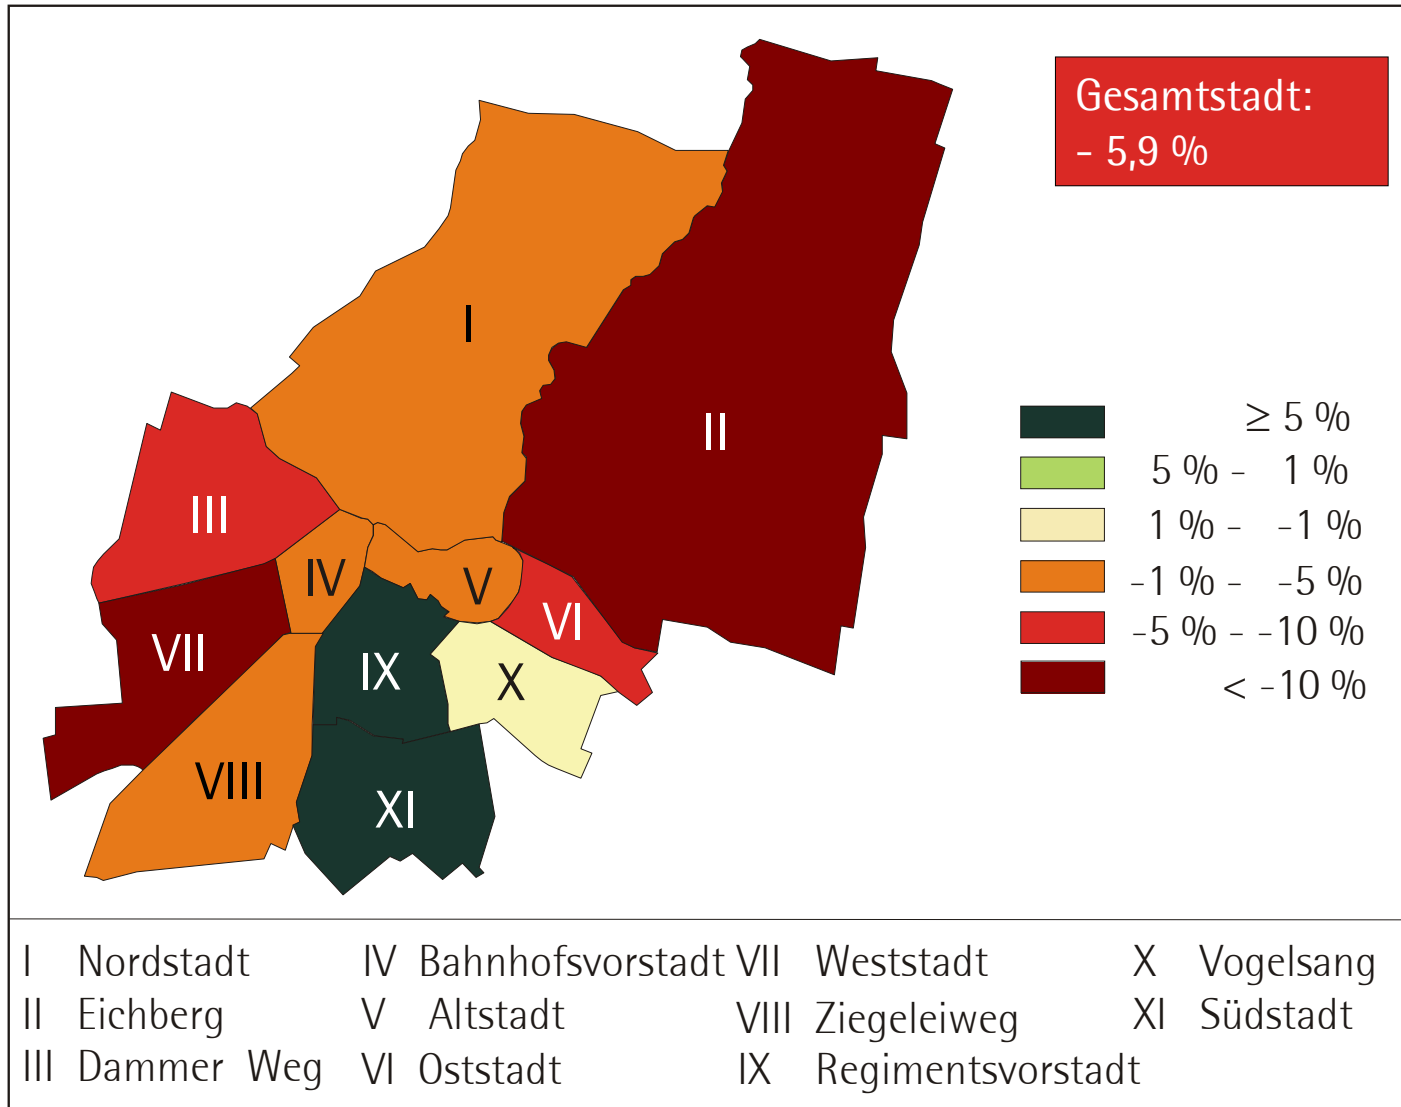 Gesamtstadt:
- 5,9 %
I
II
III
IV
V
VI
VII
VIII
IX
X
XI
≥ 5 %
5 % - 1 %
1 % - -1 %
-1 % - -5 %
-5 % - -10 %
< -10 %
I Nordstadt
II Eichberg
III Dammer Weg
IV Bahnhofsvorstadt
V Altstadt
VI Oststadt
VII Weststadt
VIII Ziegeleiweg
IX Regimentsvorstadt
X Vogelsang
XI Südstadt